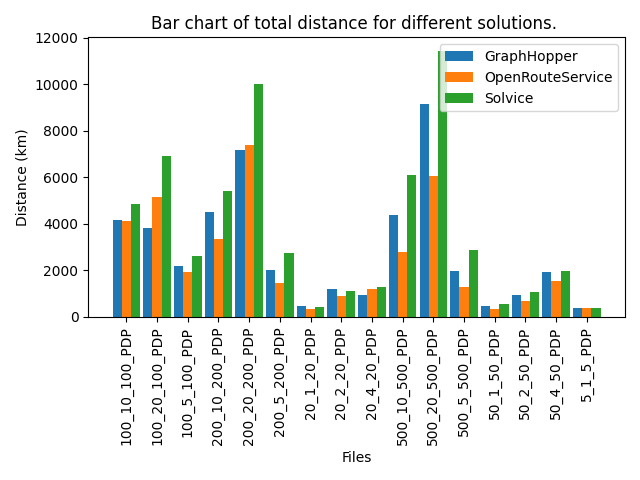 Bar chart of total distance for different solutions.
12000
10000
8000
6000
4000
2000
0
Distance (km)
GraphHopper
OpenRouteService
Solvice
100_10_100_PDP
100_20_100_PDP
100_5_100_PDP
200_10_200_PDP
200_20_200_PDP
200_5_200_PDP
20_1_20_PDP
20_2_20_PDP
20_4_20_PDP
500_10_500_PDP
500_20_500_PDP
500_5_500_PDP
50_1_50_PDP
50_2_50_PDP
50_4_50_PDP
5_1_5_PDP
Files